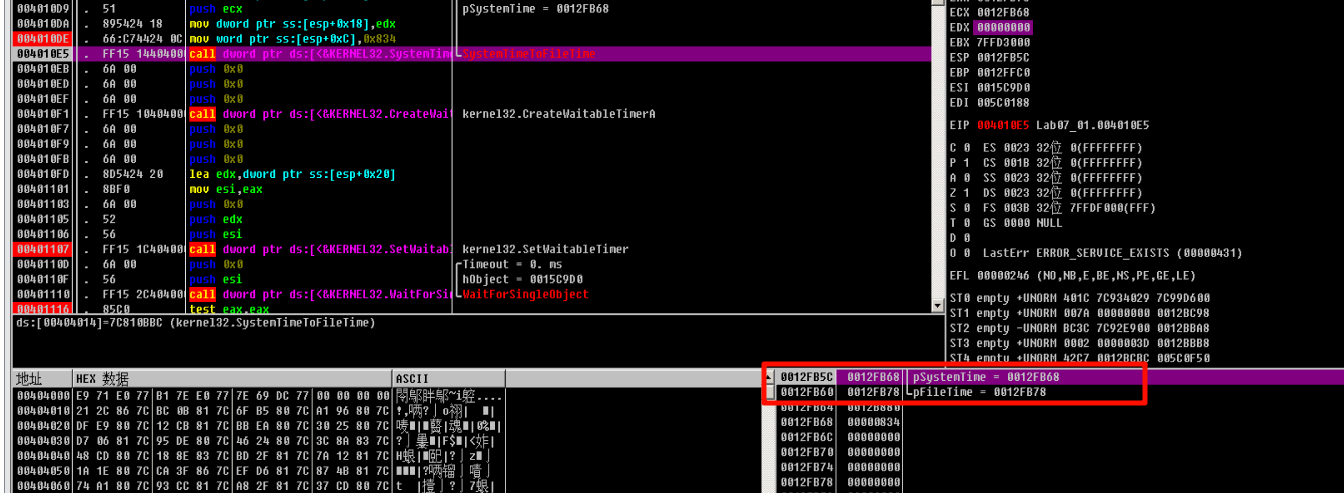 004010D9 . 51 push ecx pSystemTime = 0012FB68
004010DA . 895424 18 mov dword ptr ss:[esp+0x18],edx
004010DE . 66:C74424 0C mov word ptr ss:[esp+0xC],0x834
004010E5 . FF15 14404000 call dword ptr ds:[<&KERNEL32.SystemTime SystemTimeToFileTime
004010EB . 6A 00 push 0x0
004010ED . 6A 00 push 0x0
004010EF . 6A 00 push 0x0
004010F1 . FF15 10404000 call dword ptr ds:[<&KERNEL32.CreateWait kernel32.CreateWaitableTimerA
004010F7 . 6A 00 push 0x0
004010F9 . 6A 00 push 0x0
004010FB . 6A 00 push 0x0
004010FD . 8D5424 20 lea edx,dword ptr ss:[esp+0x20]
00401101 . 8BF0 mov esi,eax
00401103 . 6A 00 push 0x0
00401105 . 52 push edx
00401106 . 56 push esi
00401107 . FF15 1C404000 call dword ptr ds:[<&KERNEL32.SetWaitabl kernel32.SetWaitableTimer
0040110D . 6A 00 push 0x0 Timeout = 0. ms
0040110F . 56 push esi hObject = 0015C9D0
00401110 . FF15 2C404000 call dword ptr ds:[<&KERNEL32.WaitForSin WaitForSingleObject
00401116 . 85C0 test eax,eax
ds:[00404014]=7C810BBC (kernel32.SystemTimeToFileTime)
ECX 0012FB68
EDX 00000000
EBX 7FFD3000
ESP 0012FB5C
EBP 0012FFC0
ESI 0015C9D0
EDI 005C0188
EIP 004010E5 Lab07_01.004010E5
C 0 ES 0023 32位 0(FFFFFFFF)
P 1 CS 001B 32位 0(FFFFFFFF)
A 0 SS 0023 32位 0(FFFFFFFF)
Z 1 DS 0023 32位 0(FFFFFFFF)
S 0 FS 003B 32位 7FFDF000(FFF)
T 0 GS 0000 NULL
D 0
O 0 LastErr ERROR_SERVICE_EXISTS (00000431)
EFL 00000246 (NO,NB,E,BE,NS,PE,GE,LE)
ST0 empty +UNORM 401C 7C934029 7C99D600
ST1 empty +UNORM 007A 00000000 0012BC98
ST2 empty -UNORM BC3C 7C92E900 0012BBA8
ST3 empty +UNORM 0002 0000003D 0012BBB8
ST4 empty +UNORM 42C7 0012BCBC 005C0F50
地址 HEX 数据 ASCII
00404000 E9 71 E0 77 B1 7E E0 77 7E 69 DC 77 00 00 00 00
00404010 21 2C 86 7C BC 0B 81 7C 6F B5 80 7C A1 96 80 7C
00404020 DF E9 80 7C 12 CB 81 7C BB EA 80 7C 30 25 80 7C
00404030 D7 06 81 7C 95 DE 80 7C 46 24 80 7C 3C 8A 83 7C
00404040 48 CD 80 7C 18 8E 83 7C BD 2F 81 7C 7A 12 81 7C
00404050 1A 1E 80 7C CA 3F 86 7C EF D6 81 7C 87 4B 81 7C
00404060 74 A1 80 7C 93 CC 81 7C A8 2F 81 7C 37 CD 80 7C
0012FB5C 0012FB68 pSystemTime = 0012FB68
0012FB60 0012FB78 pFileTime = 0012FB78
0012FB64 0012B880
0012FB68 00000834
0012FB6C 00000000
0012FB70 00000000
0012FB74 00000000
0012FB78 00000000